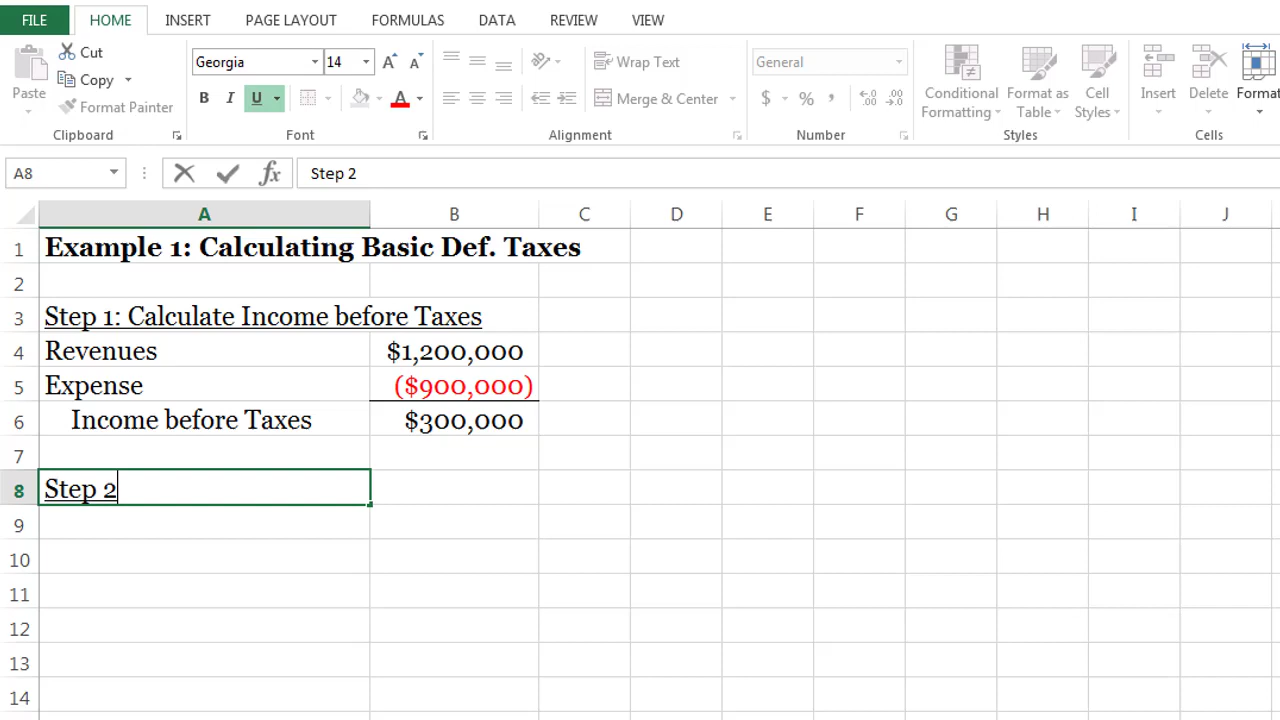 FILE HOME INSERT PAGE LAYOUT FORMULAS DATA REVIEW VIEW
Cut
Copy
Format Painter
Paste
Clipboard
Georgia 14
B I U
Font
Wrap Text
Merge & Center
Alignment
General
$ % ,
Number
Conditional Formatting
Format as Table
Cell Styles
Styles
Insert Delete Format
Cells
A8 fx Step 2
A B C D E F G H I J
1 Example 1: Calculating Basic Def. Taxes
2
3 Step 1: Calculate Income before Taxes
4 Revenues $1,200,000
5 Expense ($900,000)
6 Income before Taxes $300,000
7
8 Step 2
9
10
11
12
13
14